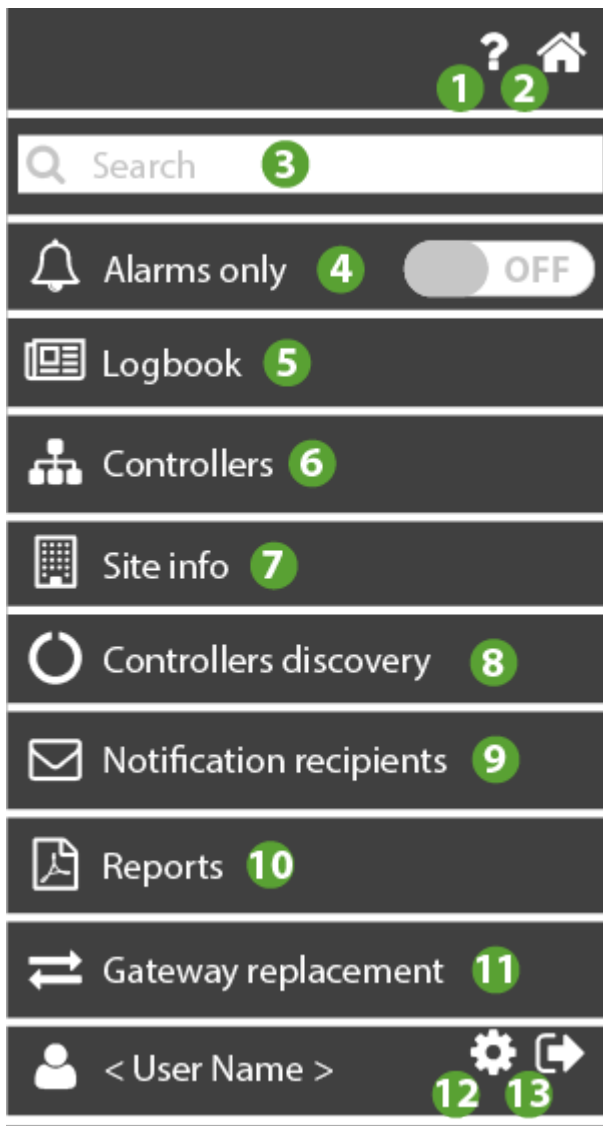 ?
1 2
Search 3
Alarms only 4 OFF
Logbook 5
Controllers 6
Site info 7
Controllers discovery 8
Notification recipients 9
Reports 10
Gateway replacement 11
< User Name >
12 13